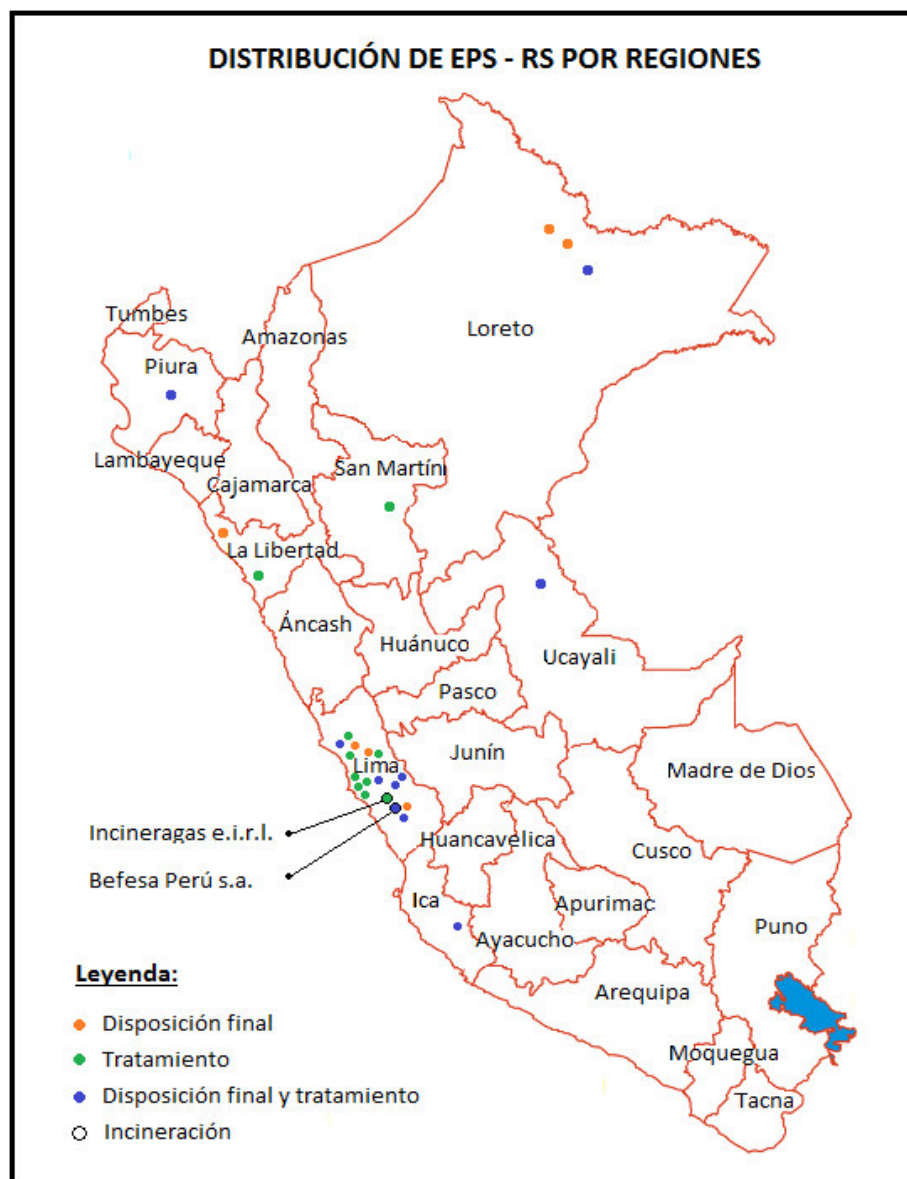 DISTRIBUCIÓN DE EPS - RS POR REGIONES
Loreto
Tumbes
Amazonas
Piura
Lambayeque
San Martín
Cajamarca
La Libertad
Áncash
Huánuco
Ucayali
Pasco
Junín
Lima
Madre de Dios
Incineragas e.i.r.l.
Huancavelica
Cusco
Befesa Perú s.a.
Ica
Apurimac
Ayacucho
Puno
Arequipa
Moquegua
Tacna
Leyenda:
Disposición final
Tratamiento
Disposición final y tratamiento
Incineración